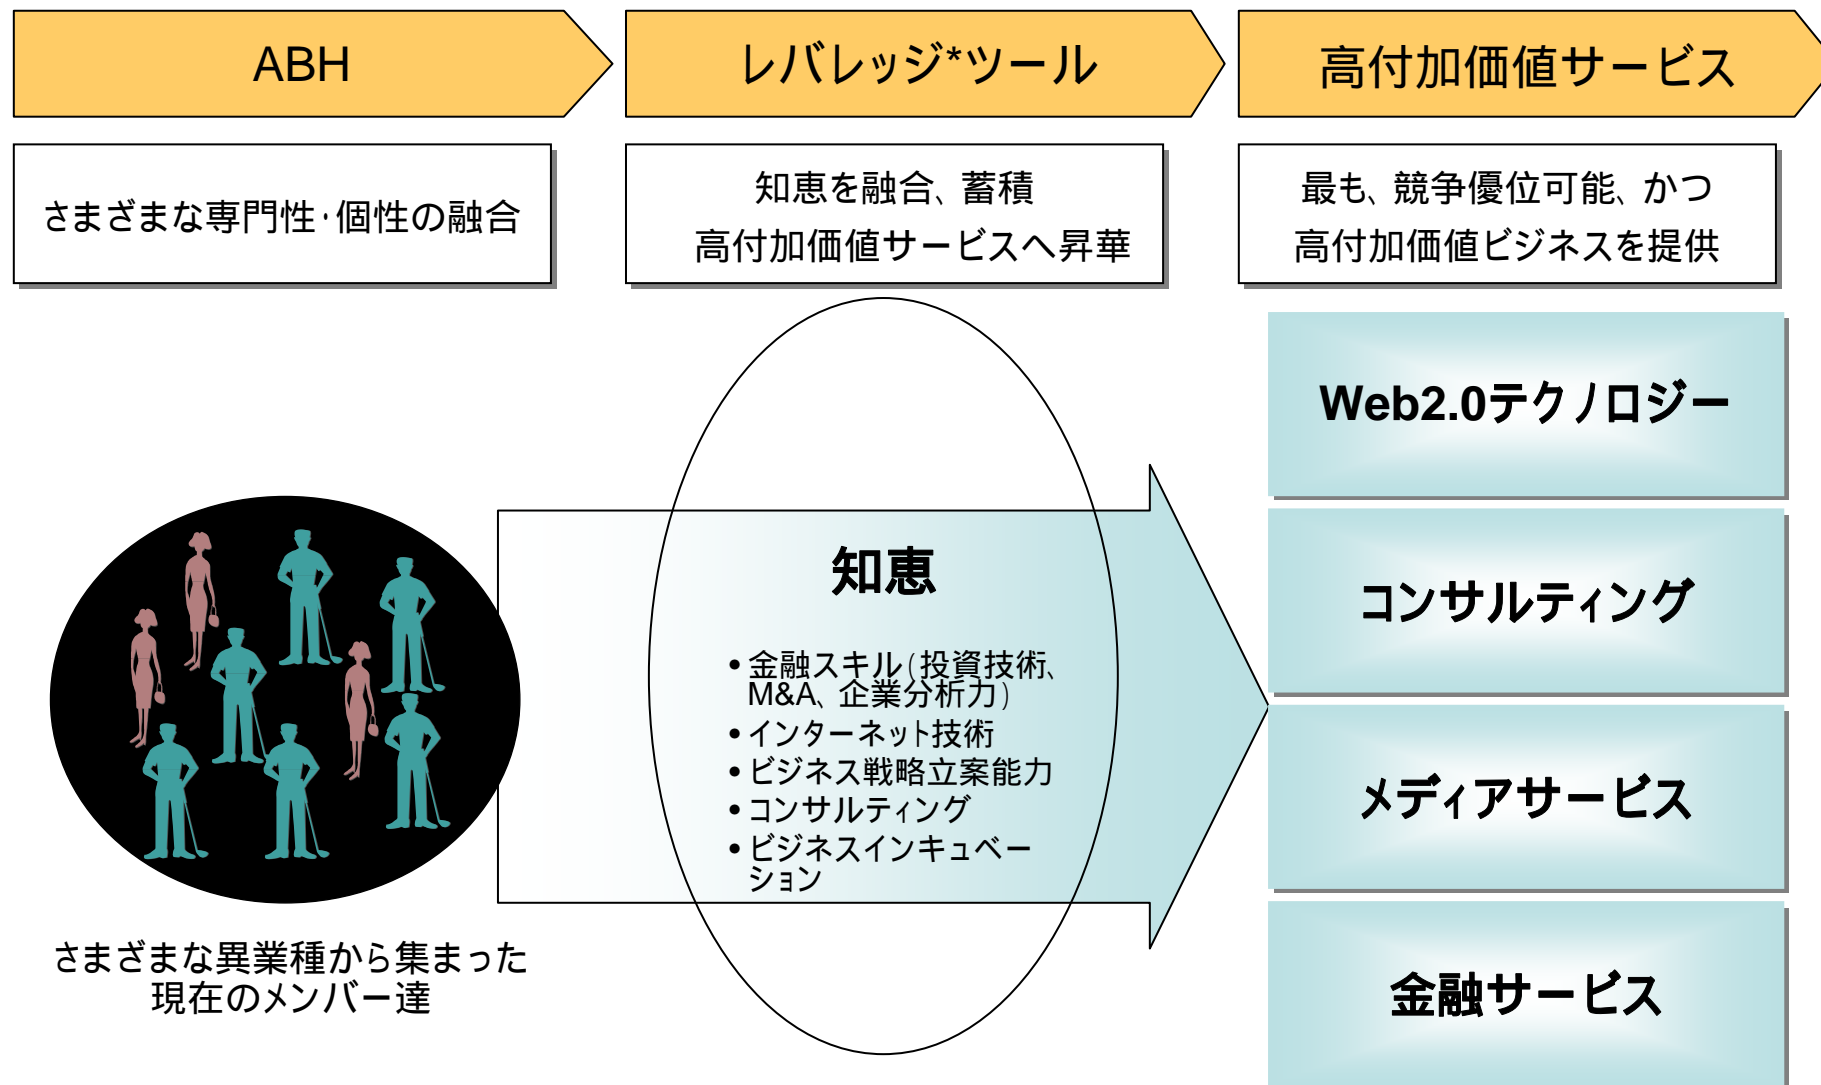 ABH
レバレッジ*ツール
高付加価値サービス
さまざまな専門性・個性の融合
知恵を融合、蓄積
高付加価値サービスへ昇華
最も、競争優位可能、かつ
高付加価値ビジネスを提供
知恵
•金融スキル(投資技術、
M&A、企業分析力)
•インターネット技術
•ビジネス戦略立案能力
•コンサルティング
•ビジネスインキュベー
ション
さまざまな異業種から集まった
現在のメンバー達
Web2.0テクノロジー
コンサルティング
メディアサービス
金融サービス